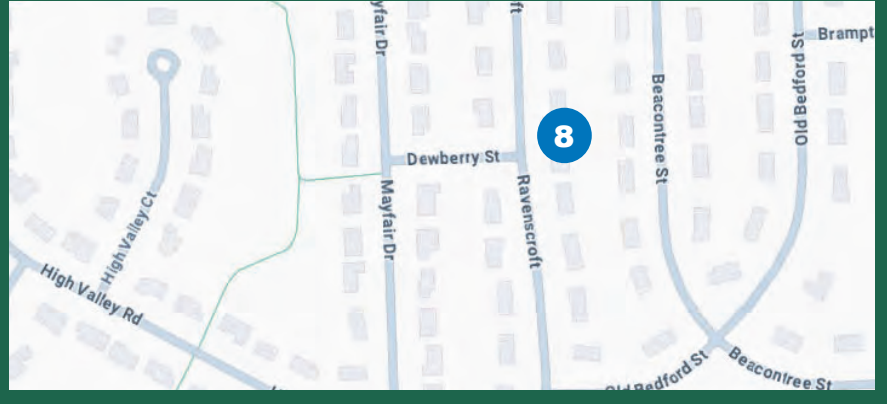 yfair Dr
ft
Brampt
Old Bedford St
Beacontree St
8
Dewberry St
Mayfair Dr
Ravenscroft
High Valley Ct
High Valley Rd
Old Bedford St
Beacontree St